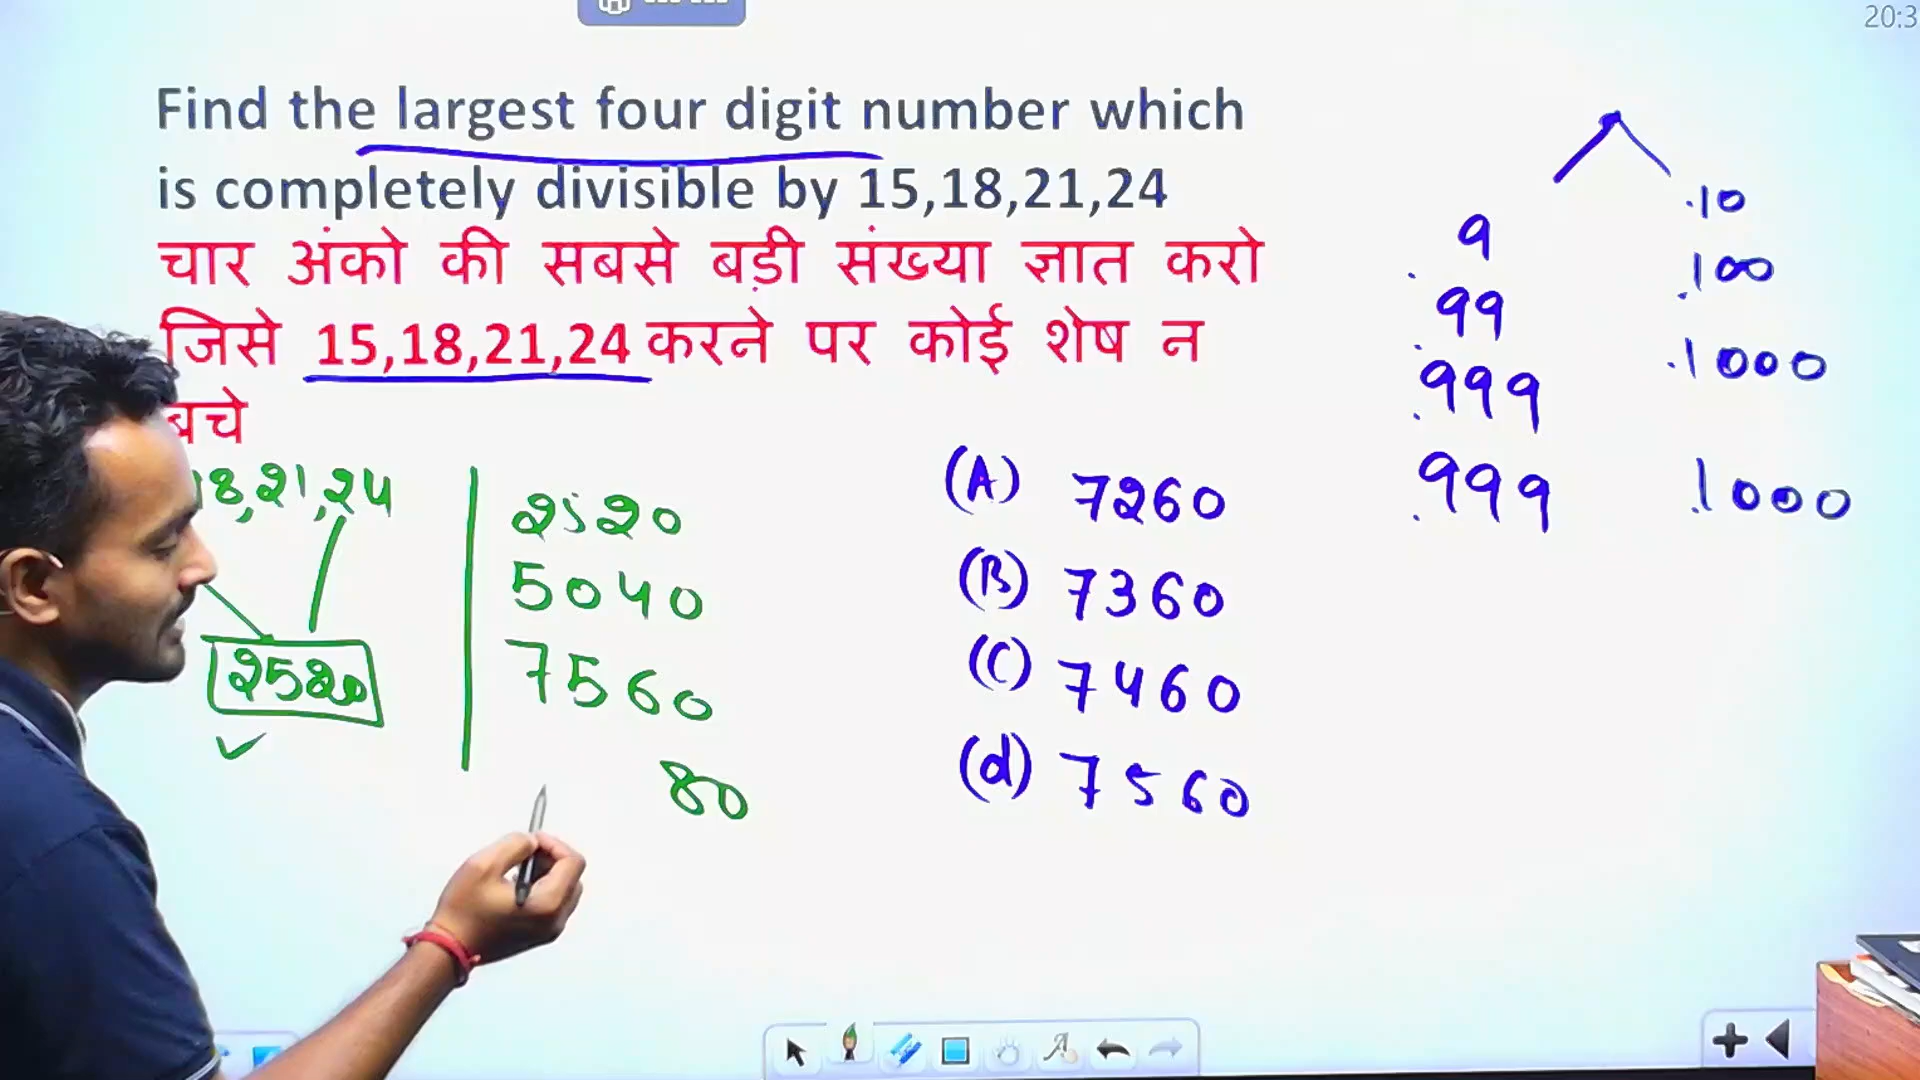 20:3
Find the largest four digit number which
is completely divisible by 15,18,21,24
चार अंको की सबसे बड़ी संख्या ज्ञात करो
जिसे 15,18,21,24 करने पर कोई शेष न
बचे
18,21,24
2520
2520
5040
7560
80
(A) 7260
(B) 7360
(C) 7460
(d) 7560
9
99
999
999
10
100
1000
1000